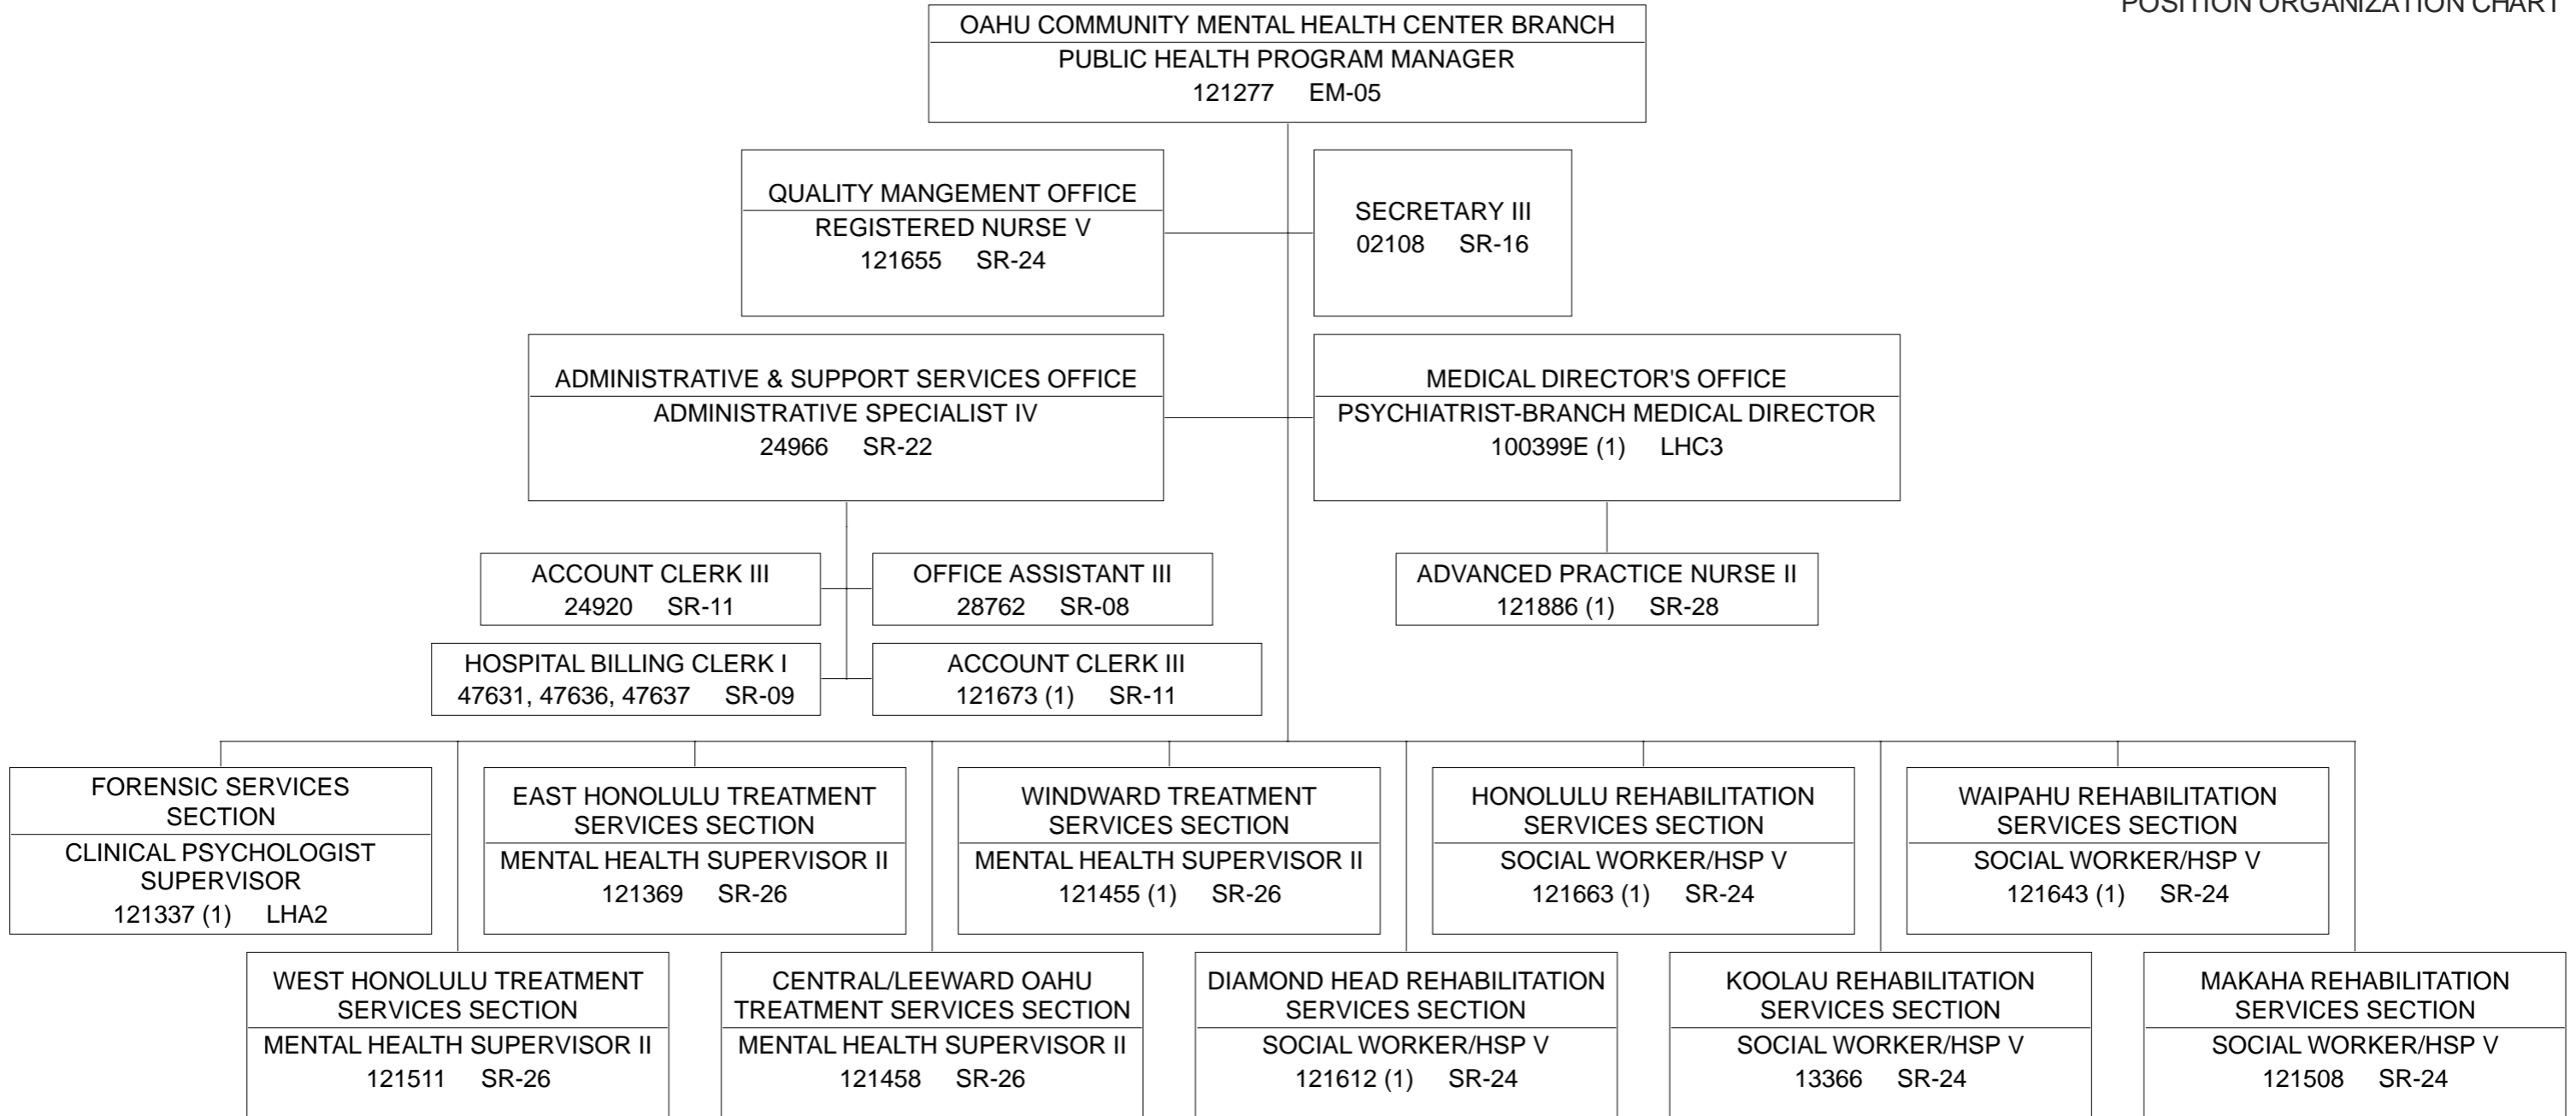 POSITION ORGANIZATION CHART
OAHU COMMUNITY MENTAL HEALTH CENTER BRANCH
PUBLIC HEALTH PROGRAM MANAGER
121277 EM-05
QUALITY MANGEMENT OFFICE
REGISTERED NURSE V
121655 SR-24
SECRETARY III
02108 SR-16
ADMINISTRATIVE & SUPPORT SERVICES OFFICE
ADMINISTRATIVE SPECIALIST IV
24966 SR-22
MEDICAL DIRECTOR'S OFFICE
PSYCHIATRIST-BRANCH MEDICAL DIRECTOR
100399E (1) LHC3
ACCOUNT CLERK III
24920 SR-11
OFFICE ASSISTANT III
28762 SR-08
ADVANCED PRACTICE NURSE II
121886 (1) SR-28
HOSPITAL BILLING CLERK I
47631, 47636, 47637 SR-09
ACCOUNT CLERK III
121673 (1) SR-11
FORENSIC SERVICES
SECTION
CLINICAL PSYCHOLOGIST
SUPERVISOR
121337 (1) LHA2
EAST HONOLULU TREATMENT
SERVICES SECTION
MENTAL HEALTH SUPERVISOR II
121369 SR-26
WINDWARD TREATMENT
SERVICES SECTION
MENTAL HEALTH SUPERVISOR II
121455 (1) SR-26
HONOLULU REHABILITATION
SERVICES SECTION
SOCIAL WORKER/HSP V
121663 (1) SR-24
WAIPAHU REHABILITATION
SERVICES SECTION
SOCIAL WORKER/HSP V
121643 (1) SR-24
WEST HONOLULU TREATMENT
SERVICES SECTION
MENTAL HEALTH SUPERVISOR II
121511 SR-26
CENTRAL/LEEWARD OAHU
TREATMENT SERVICES SECTION
MENTAL HEALTH SUPERVISOR II
121458 SR-26
DIAMOND HEAD REHABILITATION
SERVICES SECTION
SOCIAL WORKER/HSP V
121612 (1) SR-24
KOOLAU REHABILITATION
SERVICES SECTION
SOCIAL WORKER/HSP V
13366 SR-24
MAKAHA REHABILITATION
SERVICES SECTION
SOCIAL WORKER/HSP V
121508 SR-24